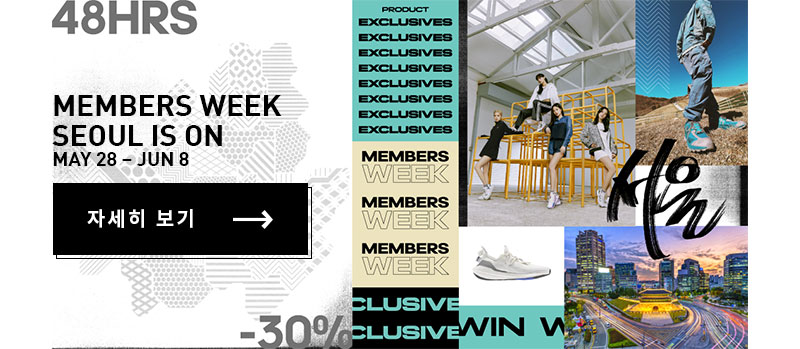 48HRS
MEMBERS WEEK
SEOUL IS ON
MAY 28 – JUN 8
자세히 보기
-30%
PRODUCT
EXCLUSIVES
EXCLUSIVES
EXCLUSIVES
EXCLUSIVES
EXCLUSIVES
EXCLUSIVES
EXCLUSIVES
EXCLUSIVES
MEMBERS
WEEK
MEMBERS
WEEK
MEMBERS
WEEK
CLUSIVE
CLUSIVE
서울
WIN W